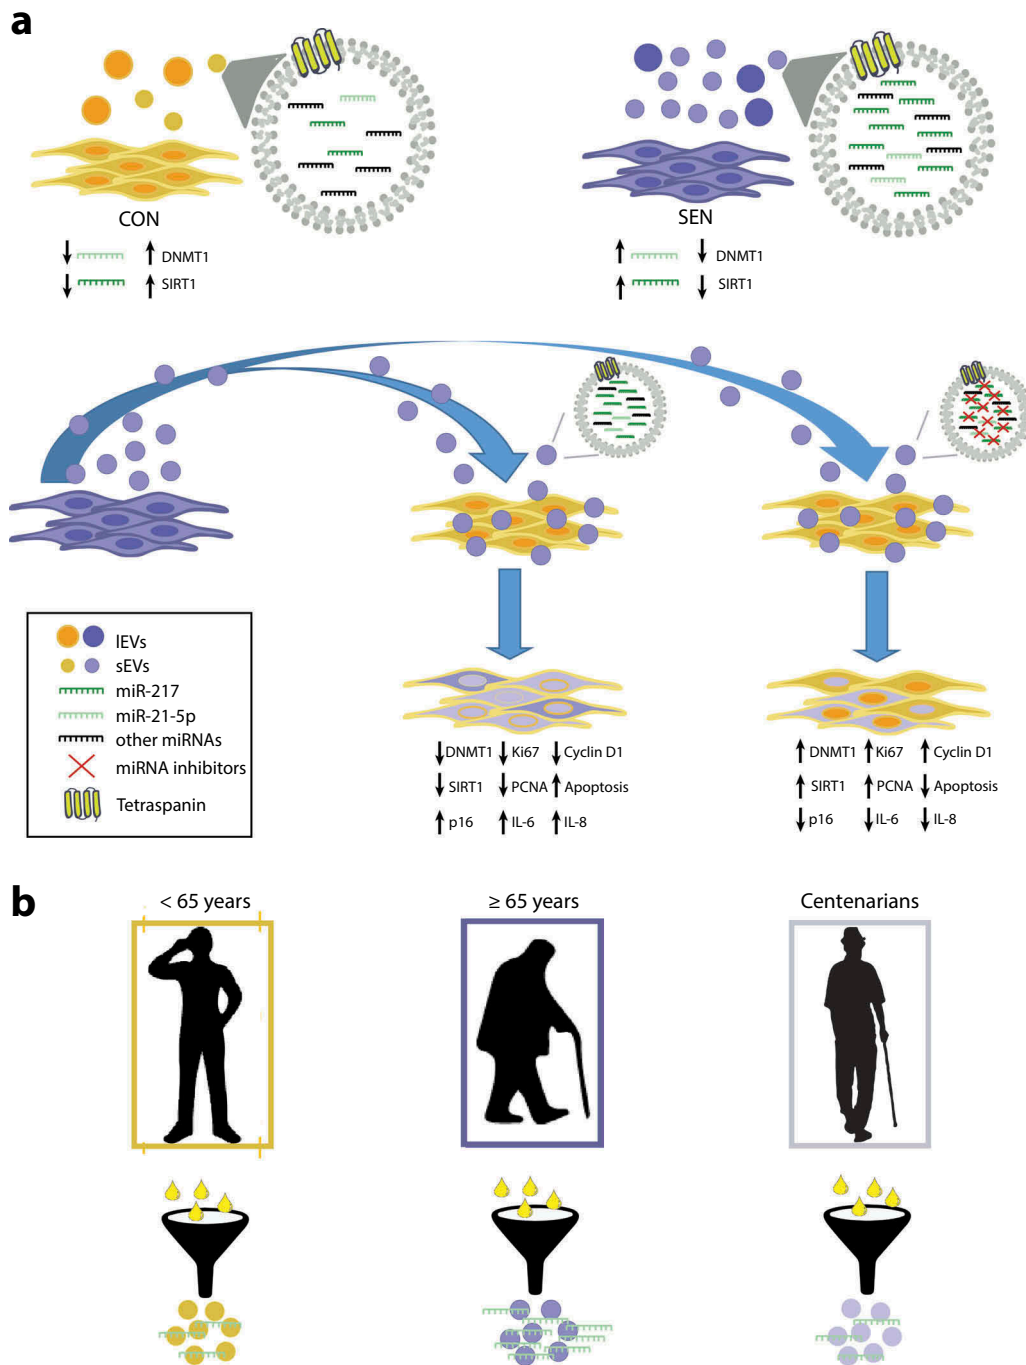 a
CON
SEN
DNMT1
SIRT1
DNMT1
SIRT1
lEVs
sEVs
miR-217
miR-21-5p
other miRNAs
miRNA inhibitors
Tetraspanin
DNMT1 Ki67 Cyclin D1
SIRT1 PCNA Apoptosis
p16 IL-6 IL-8
DNMT1 Ki67 Cyclin D1
SIRT1 PCNA Apoptosis
p16 IL-6 IL-8
b
< 65 years
≥ 65 years
Centenarians